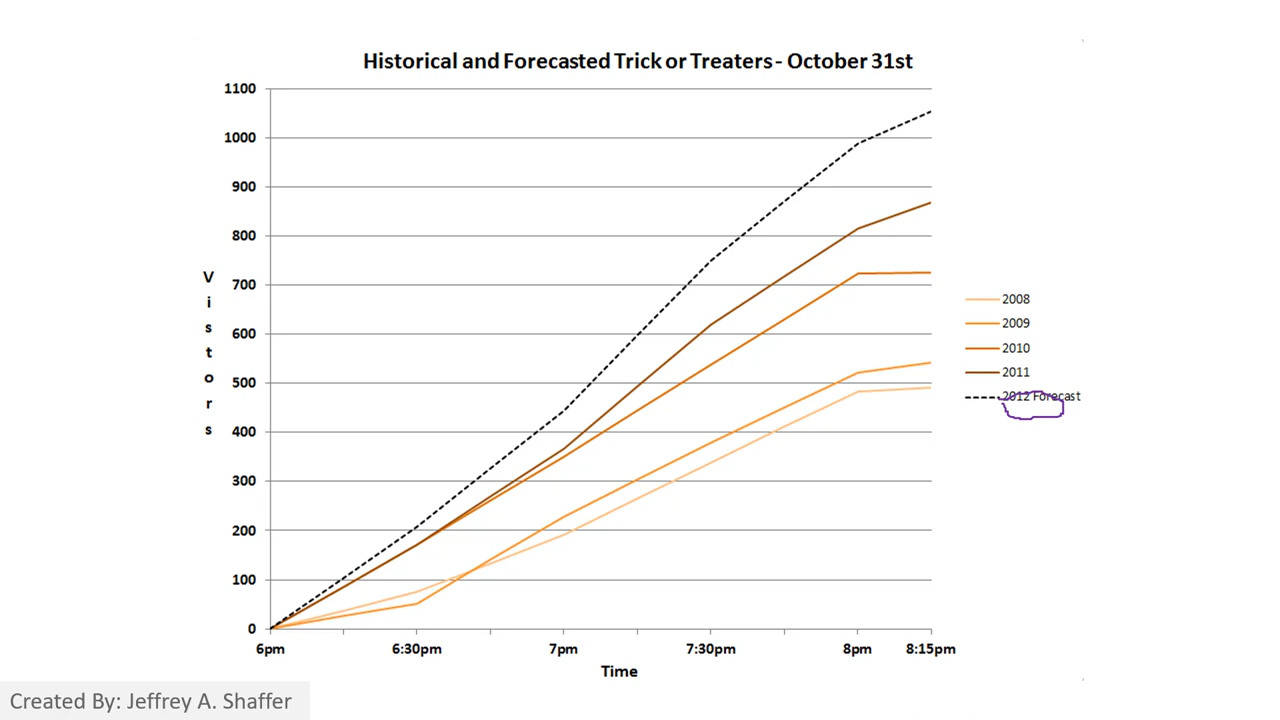 Historical and Forecasted Trick or Treaters - October 31st
1100
1000
900
800
700
600
500
400
300
200
100
0
Visitors
6pm 6:30pm 7pm 7:30pm 8pm 8:15pm
Time
2008
2009
2010
2011
2012 Forecast
Created By: Jeffrey A. Shaffer